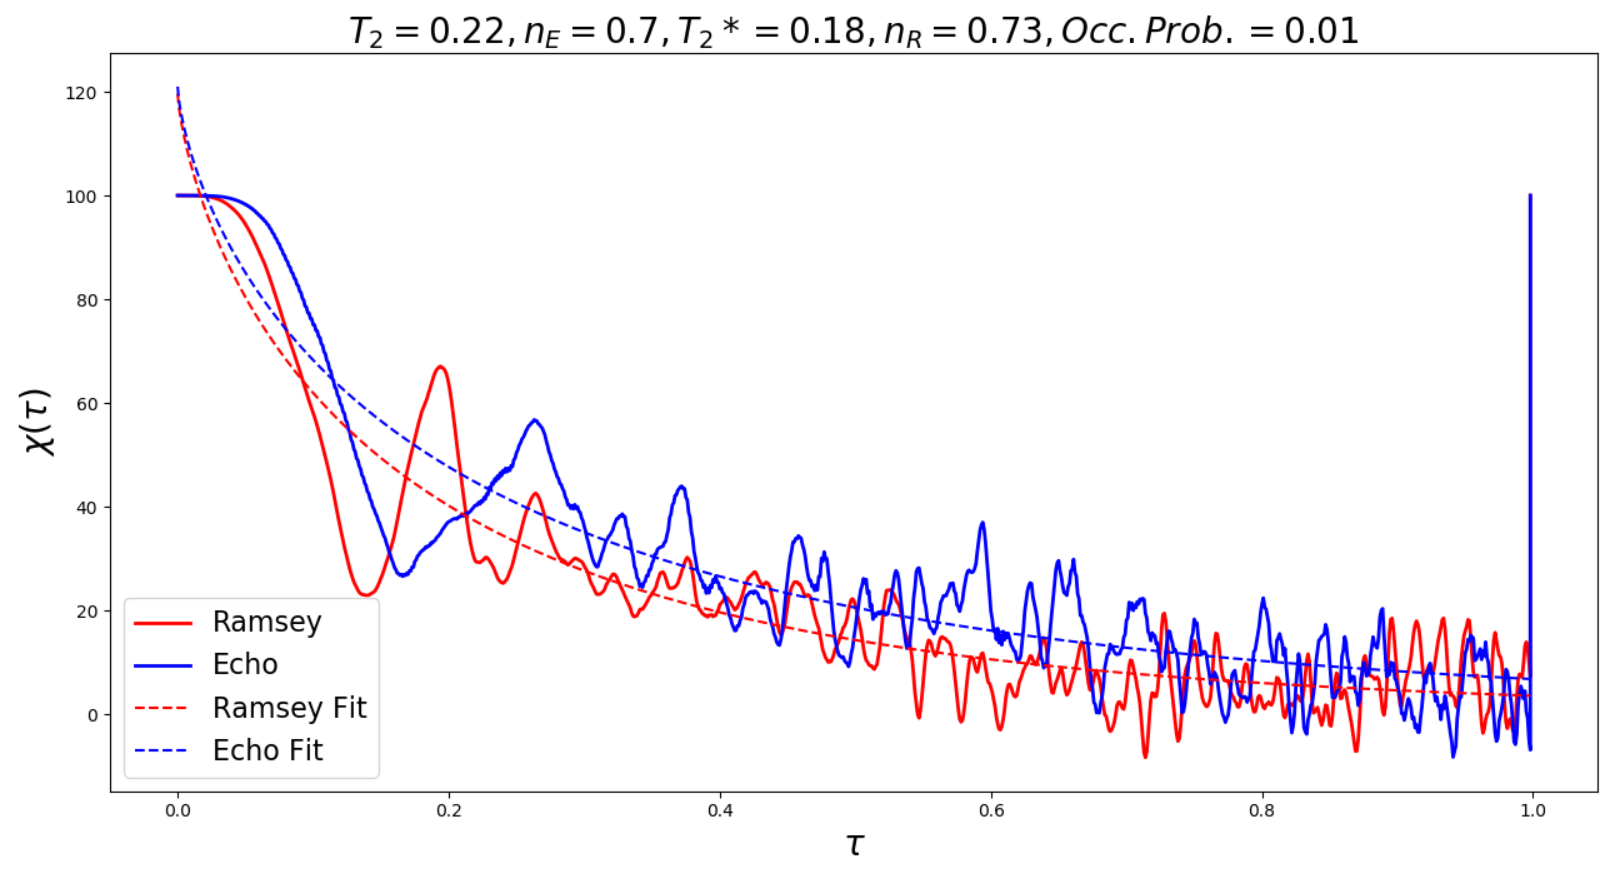 T₂ = 0.22, n_E = 0.7, T₂* = 0.18, n_R = 0.73, Occ. Prob. = 0.01
120
100
80
60
40
20
0
χ(τ)
Ramsey
Echo
Ramsey Fit
Echo Fit
0.0 0.2 0.4 0.6 0.8 1.0
τ